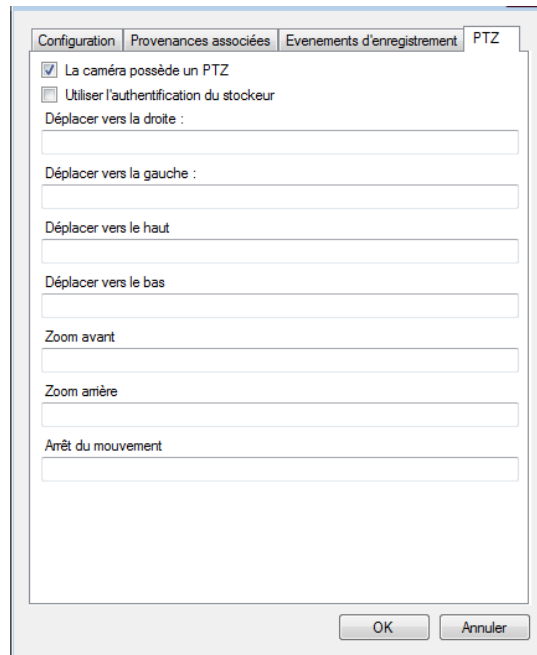 Configuration Provenances associées Evenements d'enregistrement PTZ
La caméra possède un PTZ
Utiliser l'authentification du stockeur
Déplacer vers la droite :
Déplacer vers la gauche :
Déplacer vers le haut
Déplacer vers le bas
Zoom avant
Zoom arrière
Arrêt du mouvement
OK Annuler